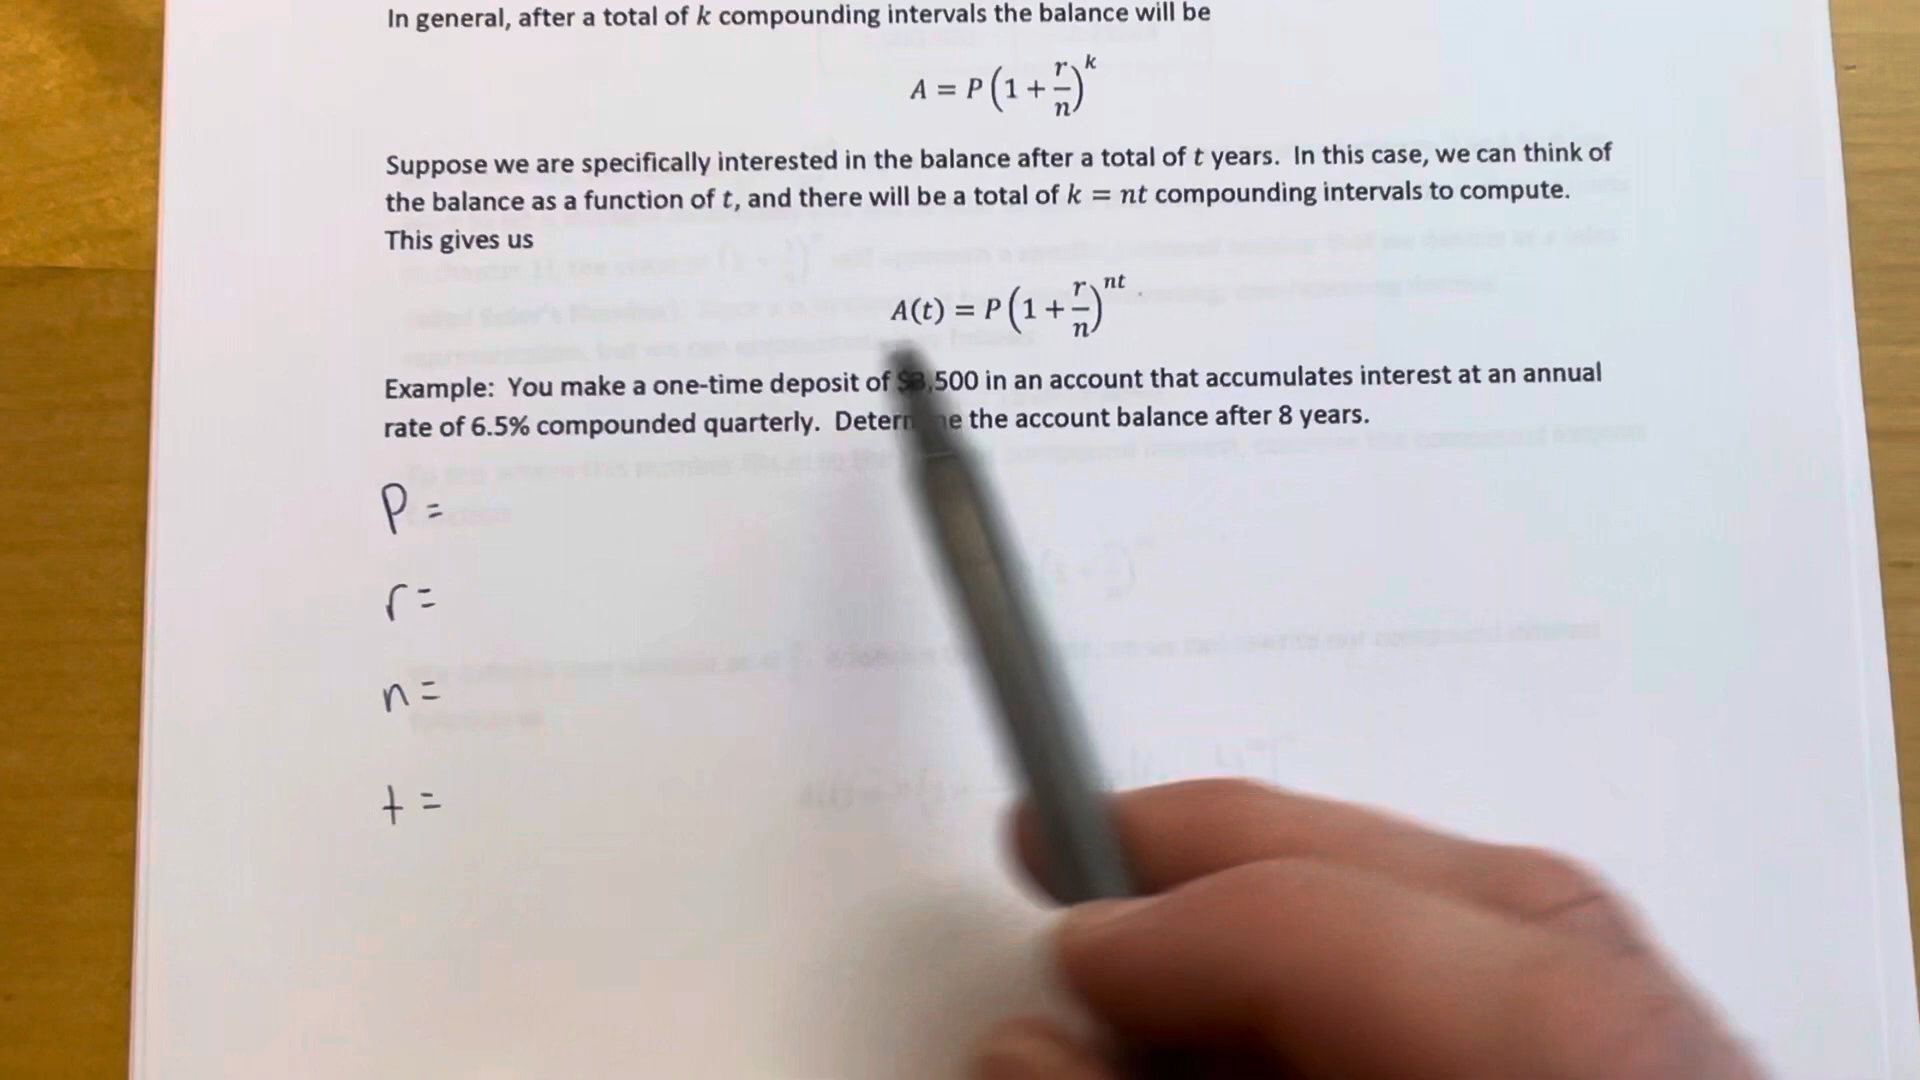 In general, after a total of k compounding intervals the balance will be
A = P(1 + r/n)^k
Suppose we are specifically interested in the balance after a total of t years. In this case, we can think of
the balance as a function of t, and there will be a total of k = nt compounding intervals to compute.
This gives us
A(t) = P(1 + r/n)^nt
Example: You make a one-time deposit of $3,500 in an account that accumulates interest at an annual
rate of 6.5% compounded quarterly. the account balance after 8 years.
P =
r =
n =
t =